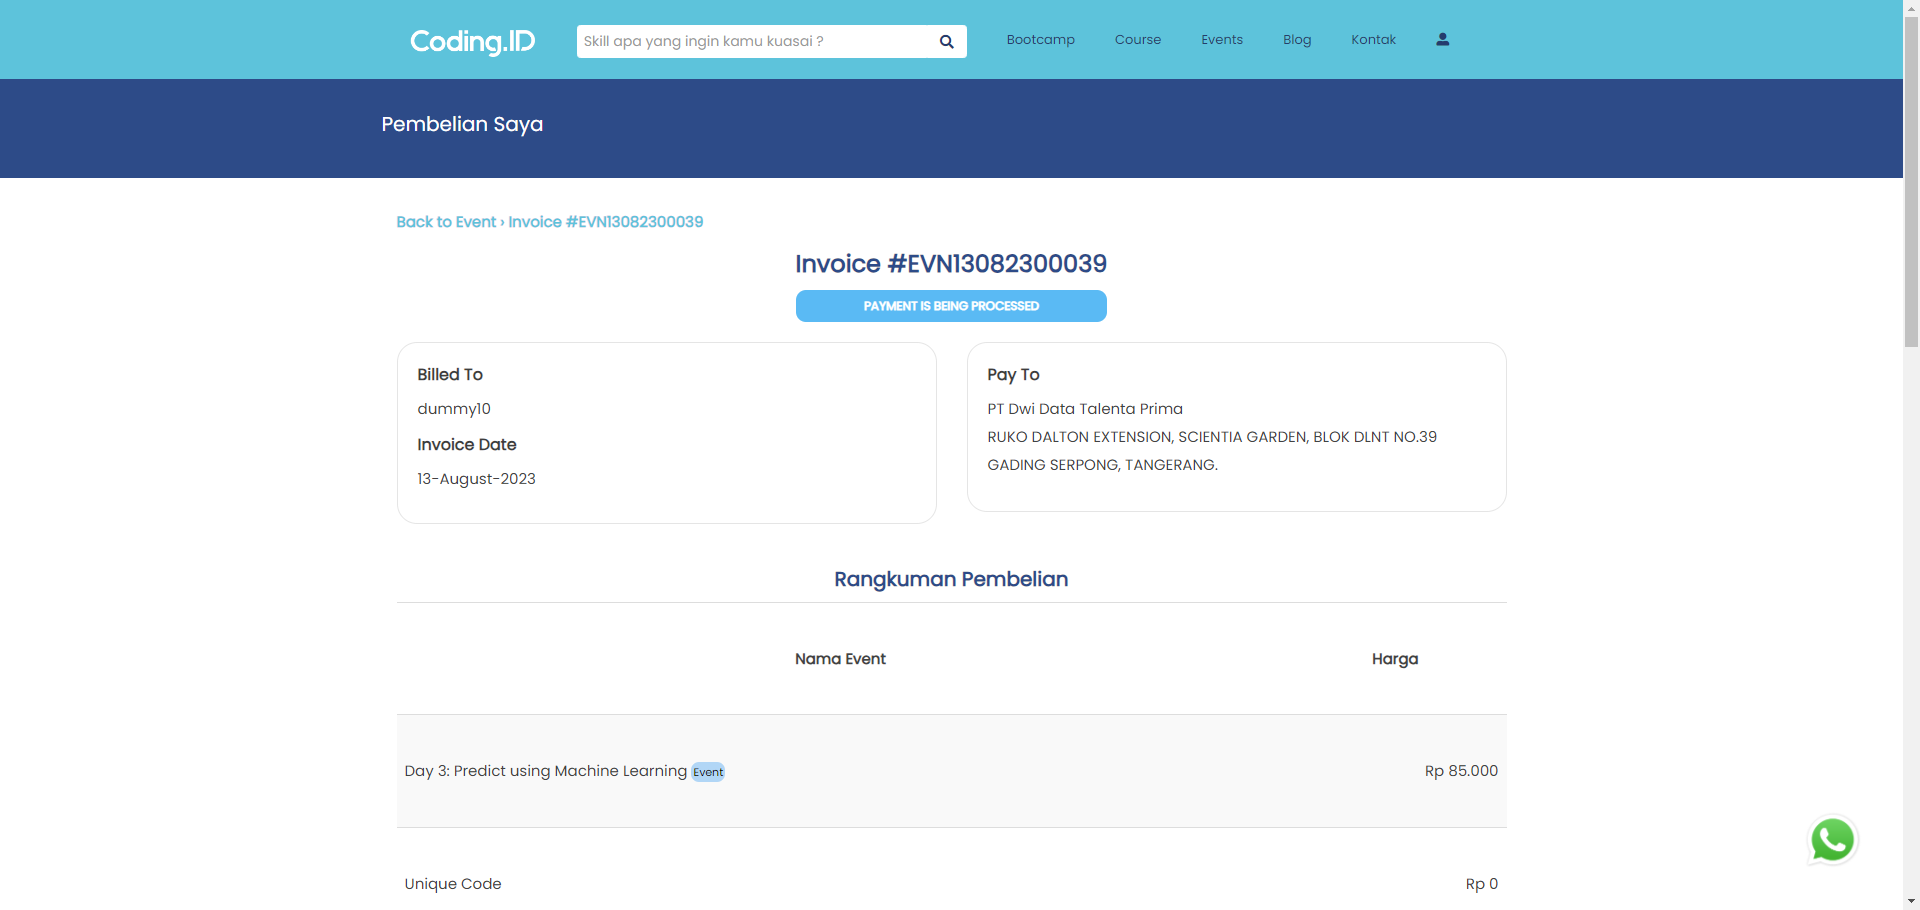 Coding.ID
Skill apa yang ingin kamu kuasai ?
Bootcamp
Course
Events
Blog
Kontak
Pembelian Saya
Back to Event › Invoice #EVN13082300039
Invoice #EVN13082300039
PAYMENT IS BEING PROCESSED
Billed To
dummy10
Invoice Date
13-August-2023
Pay To
PT Dwi Data Talenta Prima
RUKO DALTON EXTENSION, SCIENTIA GARDEN, BLOK DLNT NO.39
GADING SERPONG, TANGERANG.
Rangkuman Pembelian
Nama Event Harga
Day 3: Predict using Machine Learning Event Rp 85.000
Unique Code Rp 0